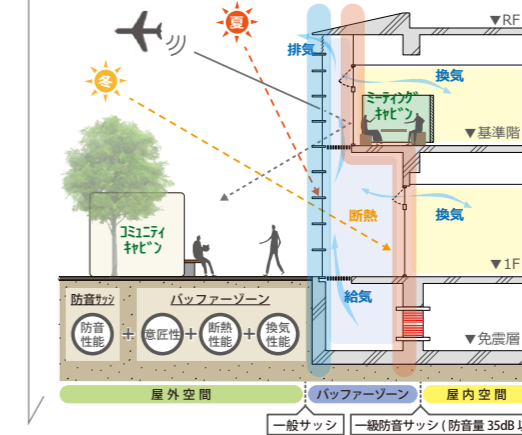 夏
▼RF
排気
換気
冬
ミーティング
キャビン
▼基準階
断熱
換気
コミュニティ
キャビン
▼1F
給気
防音サッシ
バッファーゾーン
防音
性能
+
意匠性
+
断熱
性能
+
換気
性能
▼免震層
屋外空間
バッファーゾーン
屋内空間
一般サッシ
一級防音サッシ(防音量35dB